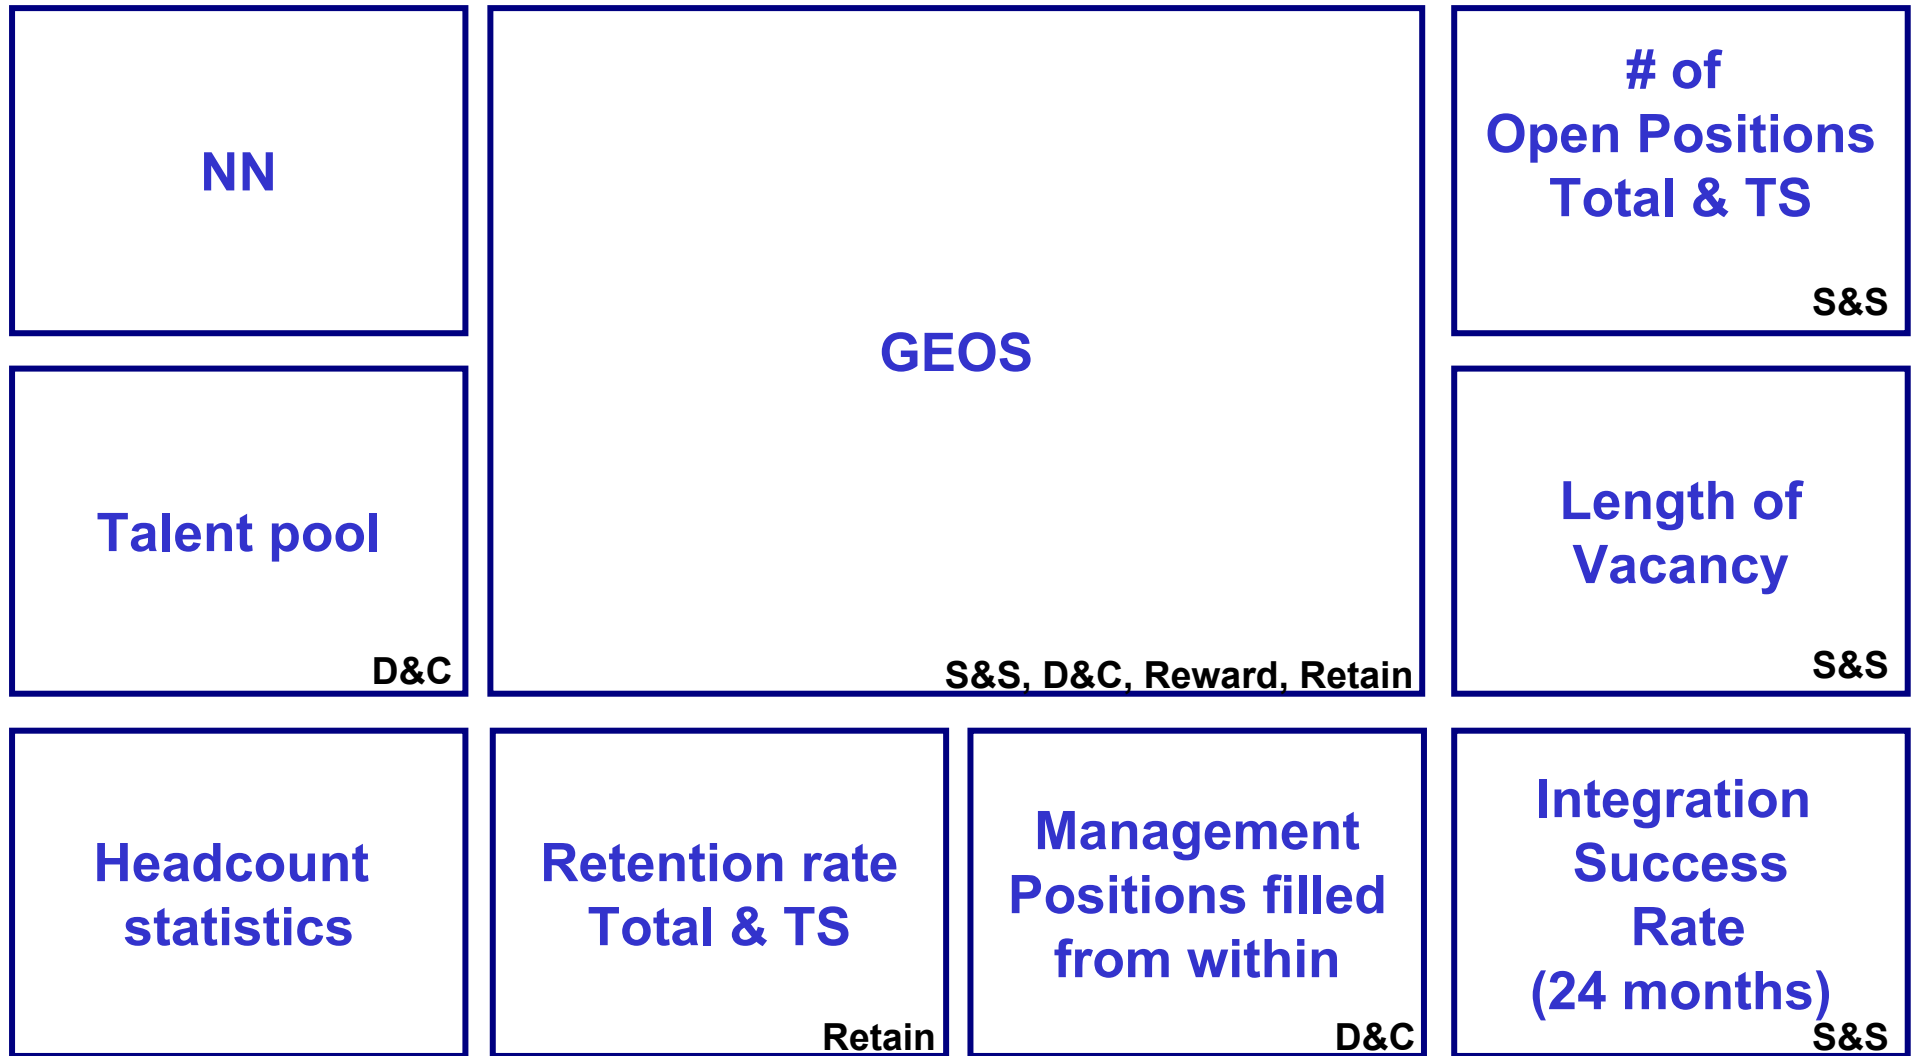 NN
GEOS
S&S, D&C, Reward, Retain
# of
Open Positions
Total & TS
S&S
Talent pool
D&C
Length of
Vacancy
S&S
Headcount
statistics
Retention rate
Total & TS
Retain
Management
Positions filled
from within
D&C
Integration
Success
Rate
(24 months)
S&S